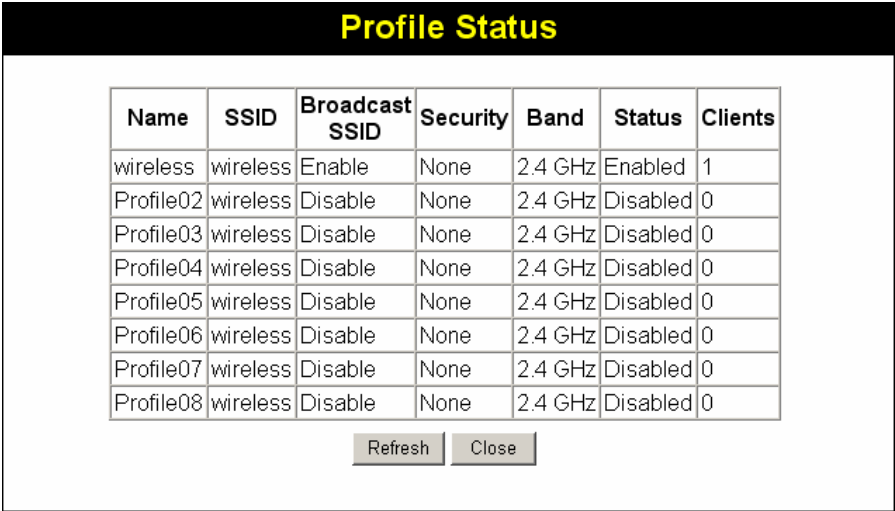 Profile Status
Name SSID Broadcast SSID Security Band Status Clients
wireless wireless Enable None 2.4 GHz Enabled 1
Profile02 wireless Disable None 2.4 GHz Disabled 0
Profile03 wireless Disable None 2.4 GHz Disabled 0
Profile04 wireless Disable None 2.4 GHz Disabled 0
Profile05 wireless Disable None 2.4 GHz Disabled 0
Profile06 wireless Disable None 2.4 GHz Disabled 0
Profile07 wireless Disable None 2.4 GHz Disabled 0
Profile08 wireless Disable None 2.4 GHz Disabled 0
Refresh Close